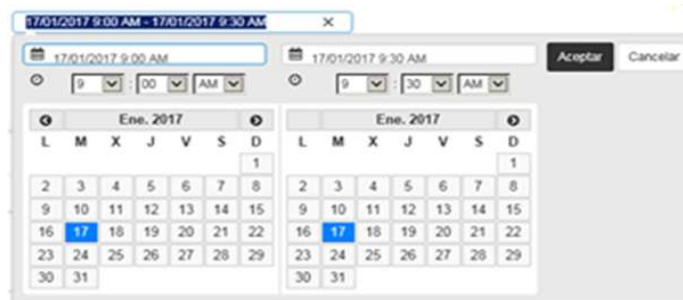 17/01/2017 9:00 AM - 17/01/2017 9:30 AM ×
17/01/2017 9:00 AM 17/01/2017 9:30 AM Aceptar Cancelar
9 : 00 AM 9 : 30 AM
Ene. 2017 Ene. 2017
L M X J V S D L M X J V S D
1 1
2 3 4 5 6 7 8 2 3 4 5 6 7 8
9 10 11 12 13 14 15 9 10 11 12 13 14 15
16 17 18 19 20 21 22 16 17 18 19 20 21 22
23 24 25 26 27 28 29 23 24 25 26 27 28 29
30 31 30 31